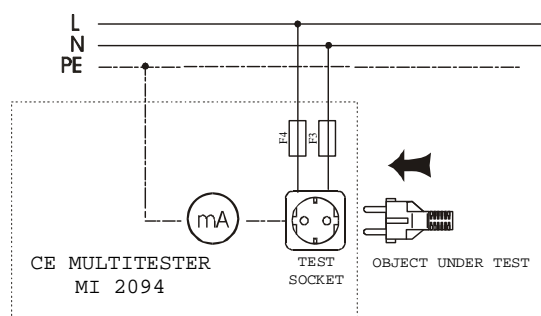 L
N
PE
F4
F3
mA
CE MULTITESTER
MI 2094
TEST
SOCKET
OBJECT UNDER TEST